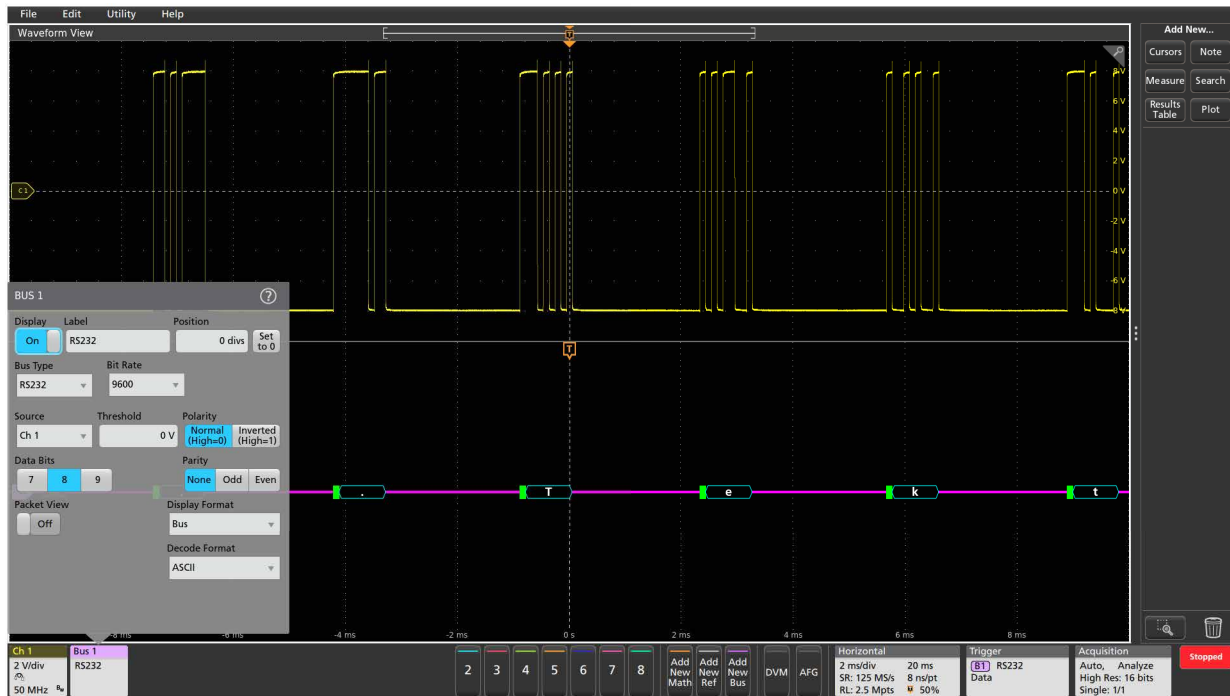 File Edit Utility Help
Waveform View
Add New...
Cursors Note
Measure Search
Results Table Plot
T
8 V
6 V
4 V
2 V
C1
0 V
-2 V
-4 V
-6 V
-8 V
BUS 1 ?
Display Label Position
On RS232 0 divs Set to 0
Bus Type Bit Rate
RS232 9600
Source Threshold Polarity
Ch 1 0 V Normal (High=0) Inverted (High=1)
Data Bits Parity
7 8 9 None Odd Even
Packet View Display Format
Off Bus
Decode Format
ASCII
T
. T e k t
-8 ms -6 ms -4 ms -2 ms 0 s 2 ms 4 ms 6 ms 8 ms
Ch 1
2 V/div
50 MHz Bw
Bus 1
RS232
2 3 4 5 6 7 8
Add New Math
Add New Ref
Add New Bus
DVM AFG
Horizontal
2 ms/div 20 ms
SR: 125 MS/s 8 ns/pt
RL: 2.5 Mpts 50%
Trigger
B1 RS232
Data
Acquisition
Auto, Analyze
High Res: 16 bits
Single: 1/1
Stopped